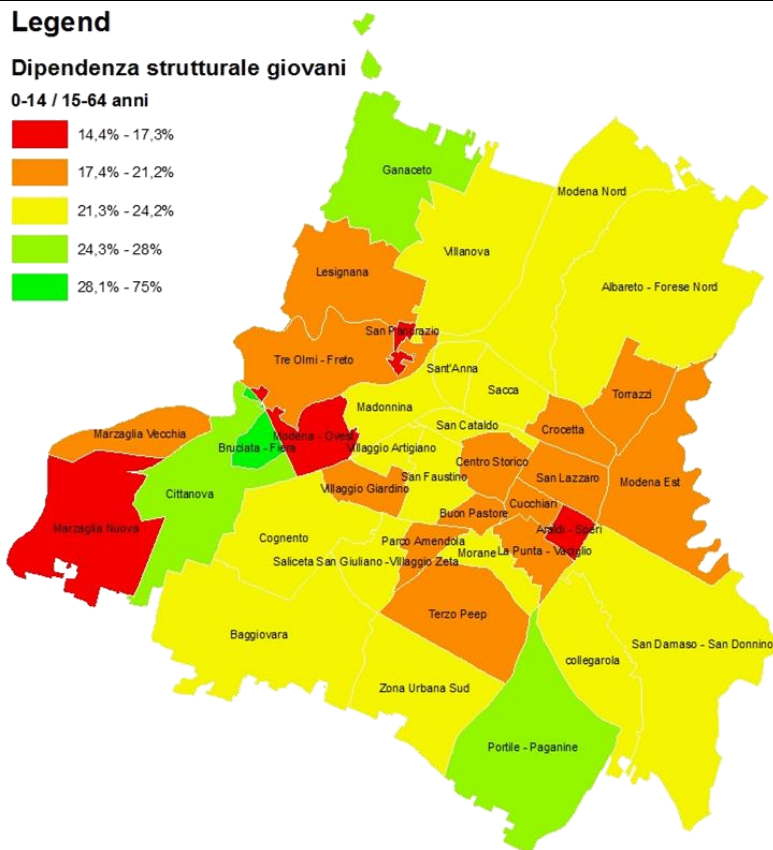 Legend
Dipendenza strutturale giovani
0-14 / 15-64 anni
14,4% - 17,3%
17,4% - 21,2%
21,3% - 24,2%
24,3% - 28%
28,1% - 75%
Ganaceto
Modena Nord
Villanova
Lesignana
Albareto - Forese Nord
San Pancrazio
Tre Olmi - Freto
Sant'Anna
Sacca
Torrazzi
Madonnina
San Cataldo
Crocetta
Marzaglia Vecchia
Modena - Ovest
Bruciata - Fiera
Villaggio Artigiano
Centro Storico
San Faustino
San Lazzaro
Modena Est
Villaggio Giardino
Cittanova
Cucchiari
Buon Pastore
Marzaglia Nuova
Araldi - Speri
Cognento
Parco Amendola
Morane
La Punta - Vaciglio
Saliceta San Giuliano -Villaggio Zeta
Terzo Peep
Baggiovara
San Damaso - San Donnino
collegarola
Zona Urbana Sud
Portile - Paganine